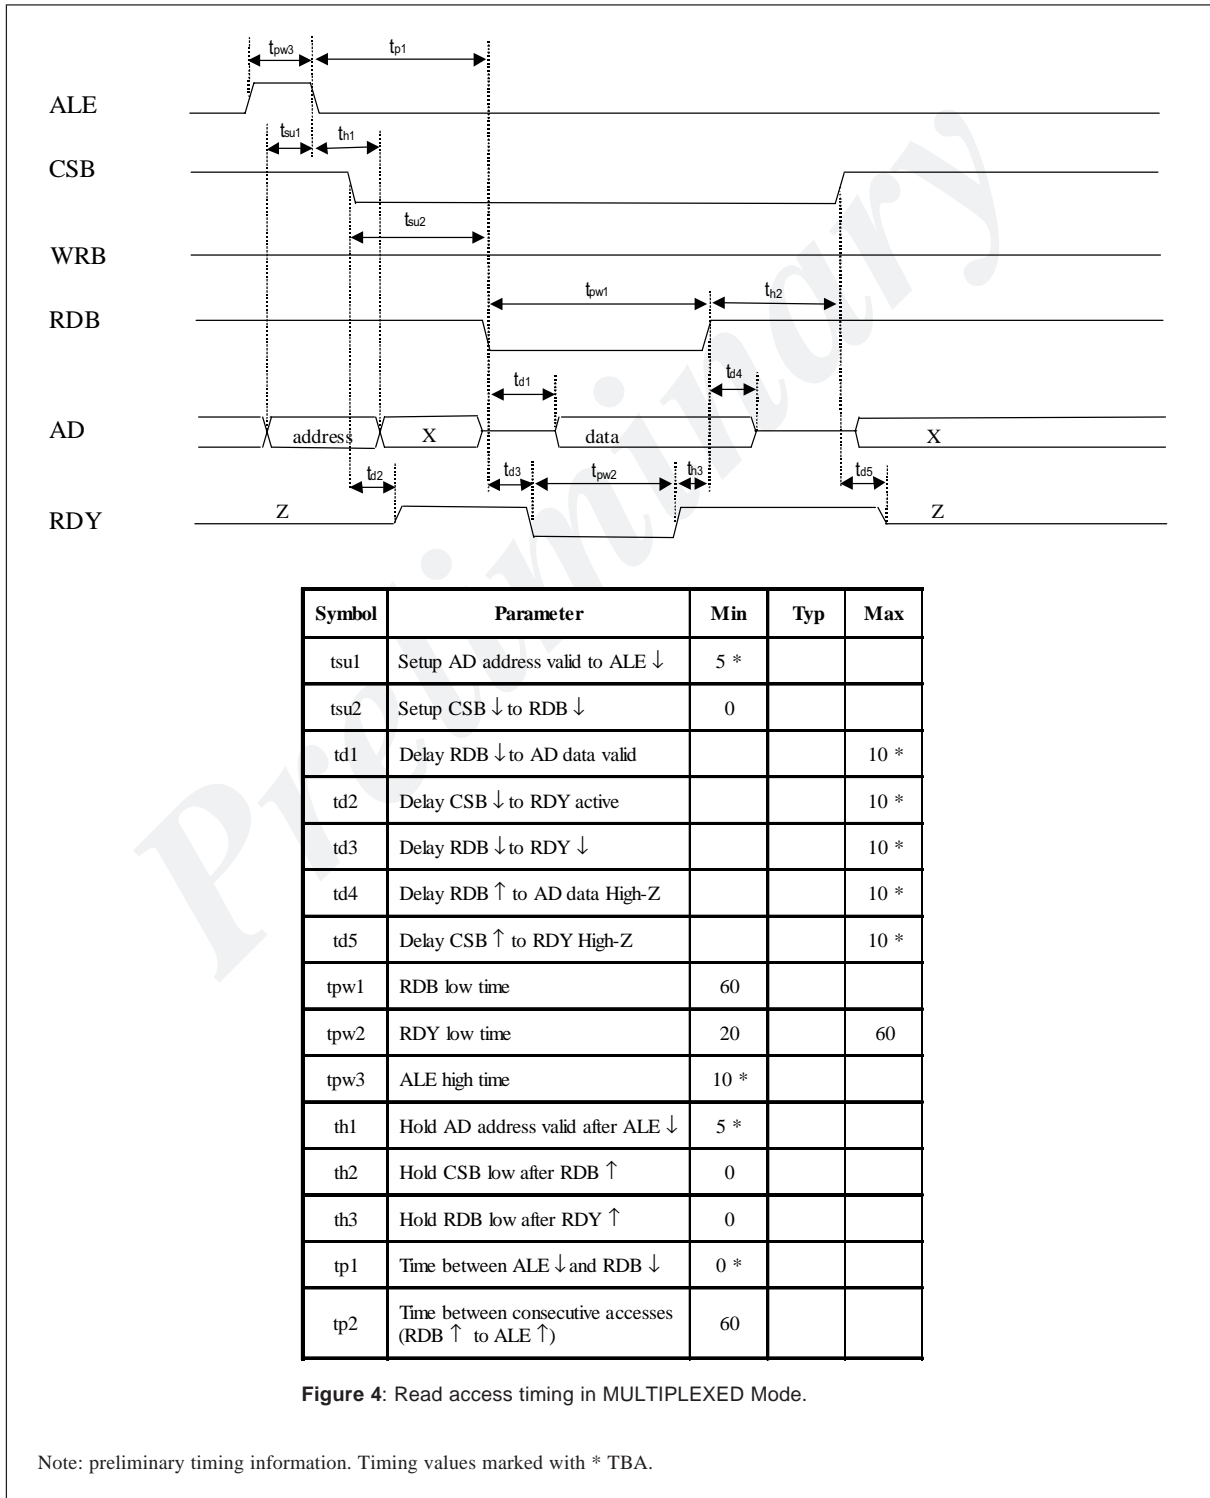 tpw3 tp1
ALE
tsu1 th1
CSB
tsu2
WRB
tpw1 th2
RDB
td1 td4
AD address X data X
td2 td3 tpw2 th3 td5
RDY Z Z
Preliminary
Symbol Parameter Min Typ Max
tsu1 Setup AD address valid to ALE ↓ 5 *
tsu2 Setup CSB ↓ to RDB ↓ 0
td1 Delay RDB ↓ to AD data valid 10 *
td2 Delay CSB ↓ to RDY active 10 *
td3 Delay RDB ↓ to RDY ↓ 10 *
td4 Delay RDB ↑ to AD data High-Z 10 *
td5 Delay CSB ↑ to RDY High-Z 10 *
tpw1 RDB low time 60
tpw2 RDY low time 20 60
tpw3 ALE high time 10 *
th1 Hold AD address valid after ALE ↓ 5 *
th2 Hold CSB low after RDB ↑ 0
th3 Hold RDB low after RDY ↑ 0
tp1 Time between ALE ↓ and RDB ↓ 0 *
tp2 Time between consecutive accesses
(RDB ↑ to ALE ↑) 60
Figure 4: Read access timing in MULTIPLEXED Mode.
Note: preliminary timing information. Timing values marked with * TBA.